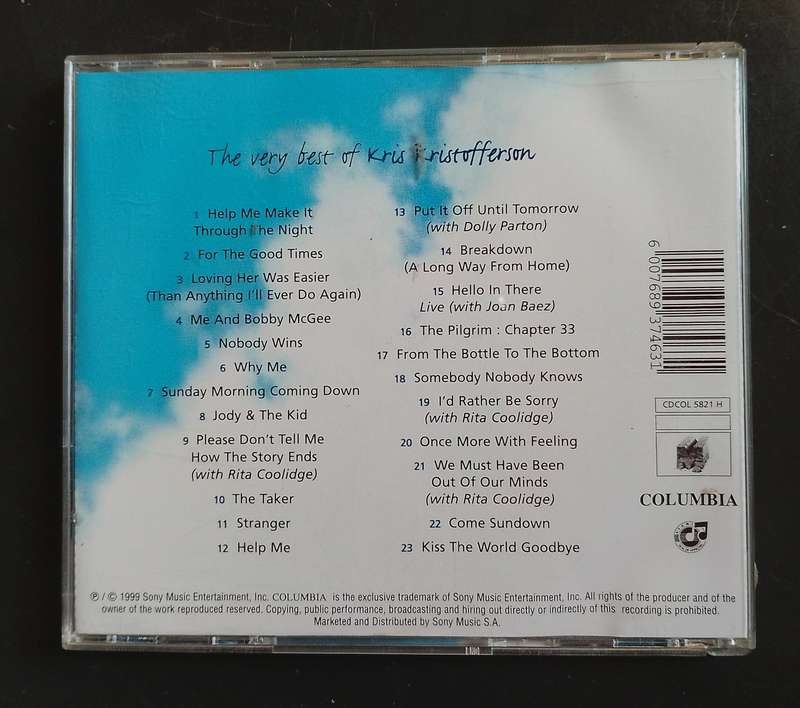 The very best of Kris Kristofferson
1 Help Me Make It
Through The Night
2 For The Good Times
3 Loving Her Was Easier
(Than Anything I'll Ever Do Again)
4 Me And Bobby McGee
5 Nobody Wins
6 Why Me
7 Sunday Morning Coming Down
8 Jody & The Kid
9 Please Don't Tell Me
How The Story Ends
(with Rita Coolidge)
10 The Taker
11 Stranger
12 Help Me
13 Put It Off Until Tomorrow
(with Dolly Parton)
14 Breakdown
(A Long Way From Home)
15 Hello In There
Live (with Joan Baez)
16 The Pilgrim : Chapter 33
17 From The Bottle To The Bottom
18 Somebody Nobody Knows
19 I'd Rather Be Sorry
(with Rita Coolidge)
20 Once More With Feeling
21 We Must Have Been
Out Of Our Minds
(with Rita Coolidge)
22 Come Sundown
23 Kiss The World Goodbye
6 007689 374631
CDCOL 5821 H
COLUMBIA
℗ / © 1999 Sony Music Entertainment, Inc. COLUMBIA is the exclusive trademark of Sony Music Entertainment, Inc. All rights of the producer and of the
owner of the work reproduced reserved. Copying, public performance, broadcasting and hiring out directly or indirectly of this recording is prohibited.
Marketed and Distributed by Sony Music S.A.